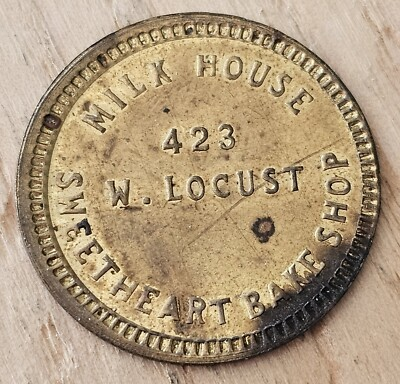 MILK HOUSE
423
W. LOCUST
SWEETHEART BAKE SHOP